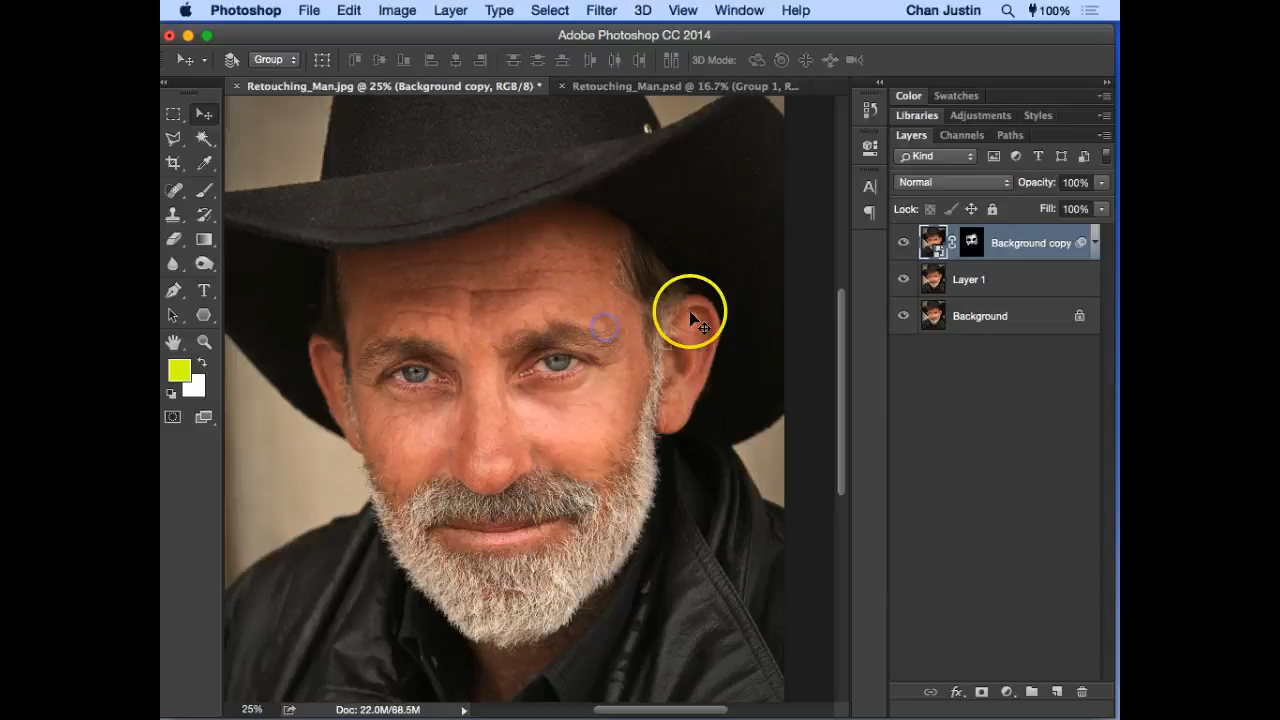 Photoshop File Edit Image Layer Type Select Filter 3D View Window Help Chan Justin 100%
Adobe Photoshop CC 2014
Group 3D Mode:
Retouching_Man.jpg @ 25% (Background copy, RGB/8) * Retouching_Man.psd @ 16.7% (Group 1, R...
Color Swatches
Libraries Adjustments Styles
Layers Channels Paths
Kind
Normal Opacity: 100%
Lock: Fill: 100%
Background copy
Layer 1
Background
25% Doc: 22.0M/68.5M